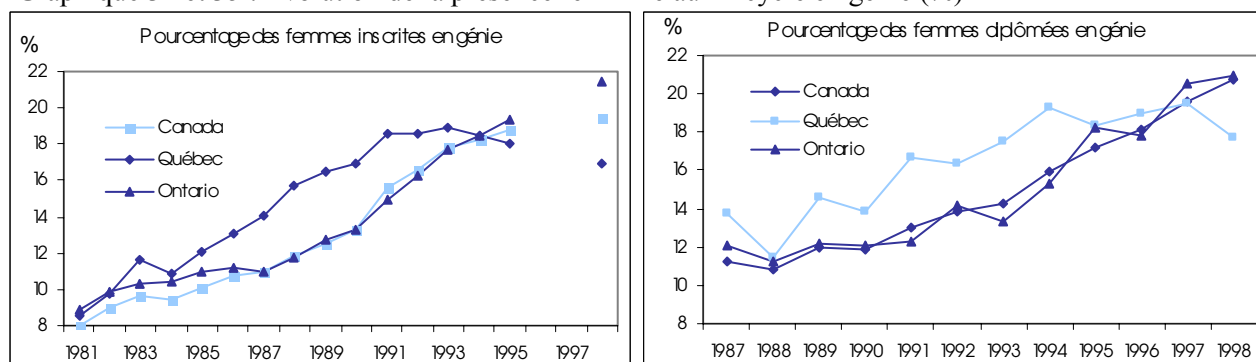 %
Pourcentage des femmes inscrites en génie
22
20
18
16
14
12
10
8
Canada
Québec
Ontario
1981 1983 1985 1987 1989 1991 1993 1995 1997
%
Pourcentage des femmes diplômées en génie
22
20
18
16
14
12
10
8
Canada
Québec
Ontario
1987 1988 1989 1990 1991 1992 1993 1994 1995 1996 1997 1998